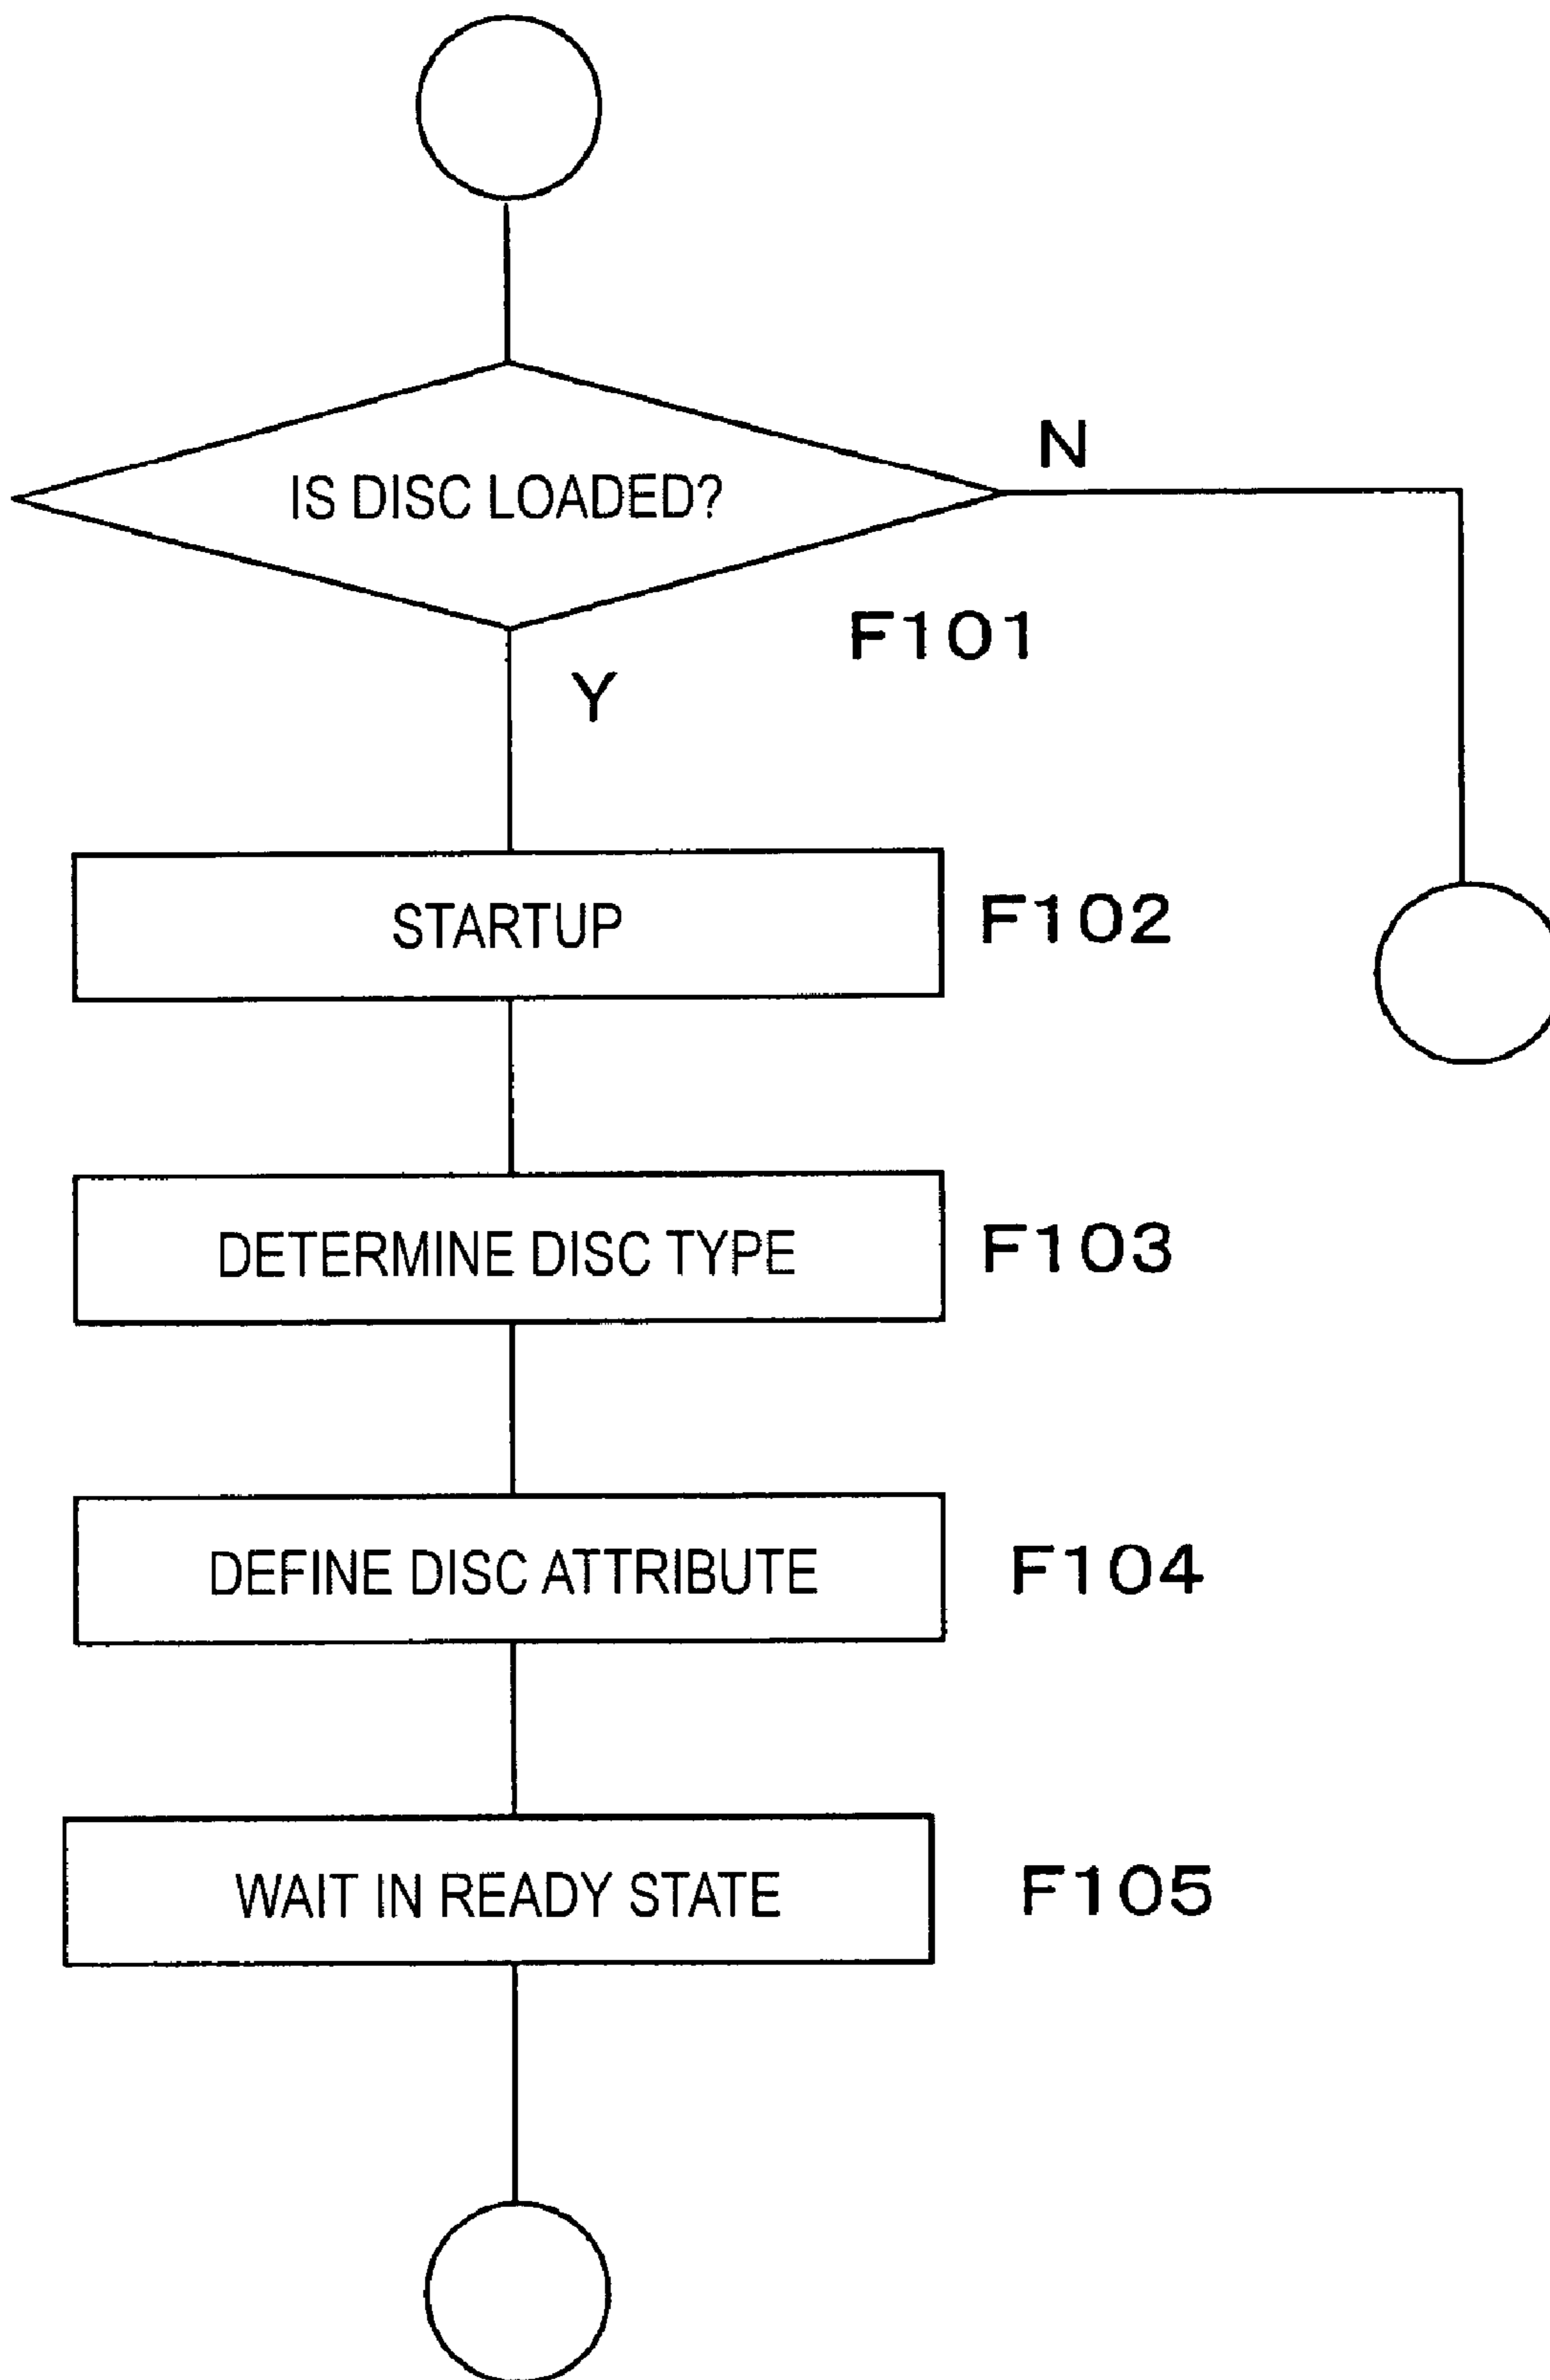 IS DISC LOADED?
N
F101
Y
STARTUP
F102
DETERMINE DISC TYPE
F103
DEFINE DISC ATTRIBUTE
F104
WAIT IN READY STATE
F105